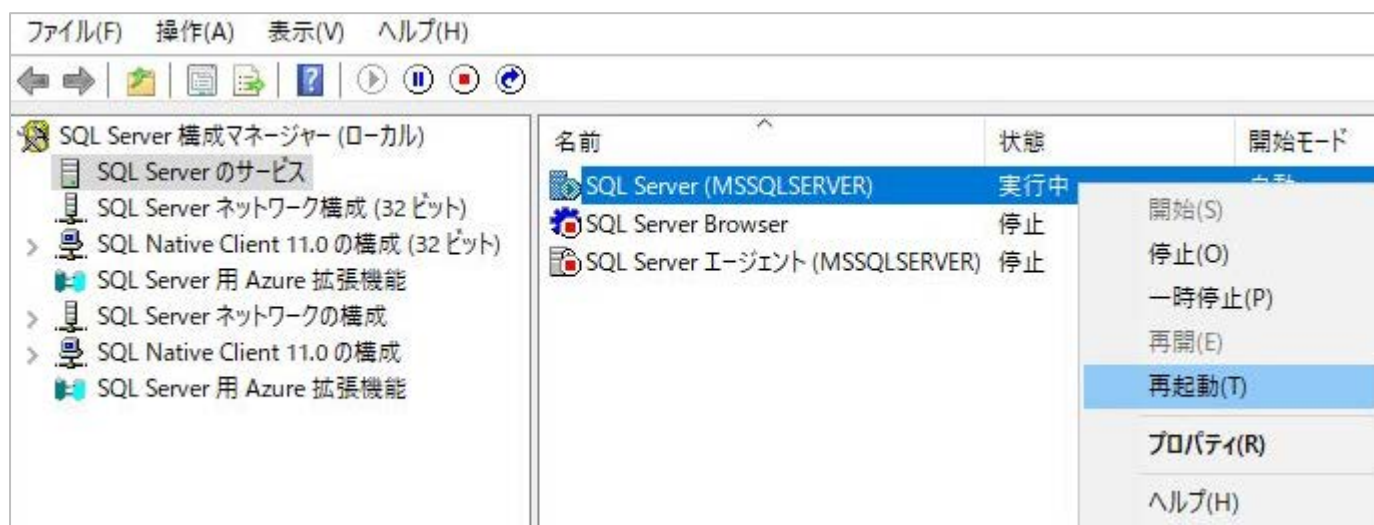 ファイル(F) 操作(A) 表示(V) ヘルプ(H)
SQL Server 構成マネージャー (ローカル)
SQL Server のサービス
SQL Server ネットワーク構成 (32 ビット)
SQL Native Client 11.0 の構成 (32 ビット)
SQL Server 用 Azure 拡張機能
SQL Server ネットワークの構成
SQL Native Client 11.0 の構成
SQL Server 用 Azure 拡張機能
名前 状態 開始モード
SQL Server (MSSQLSERVER) 実行中
SQL Server Browser 停止
SQL Server エージェント (MSSQLSERVER) 停止
開始(S)
停止(O)
一時停止(P)
再開(E)
再起動(T)
プロパティ(R)
ヘルプ(H)